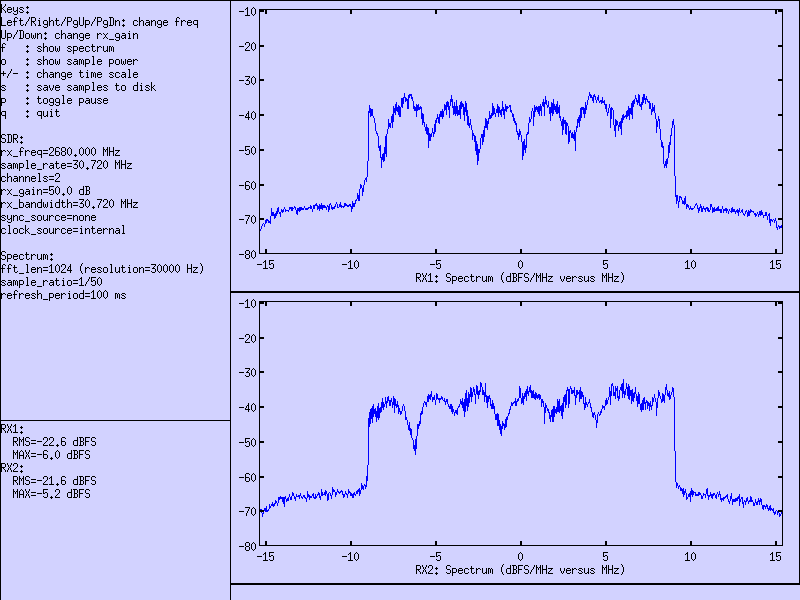 Keys:
Left/Right/PgUp/PgDn: change freq
Up/Down: change rx_gain
f   : show spectrum
o   : show sample power
+/- : change time scale
s   : save samples to disk
p   : toggle pause
q   : quit
SDR:
rx_freq=2680.000 MHz
sample_rate=30.720 MHz
channels=2
rx_gain=50.0 dB
rx_bandwidth=30.720 MHz
sync_source=none
clock_source=internal
Spectrum:
fft_len=1024 (resolution=30000 Hz)
sample_ratio=1/50
refresh_period=100 ms
RX1:
RMS=-22.6 dBFS
MAX=-6.0 dBFS
RX2:
RMS=-21.6 dBFS
MAX=-5.2 dBFS
-10
-20
-30
-40
-50
-60
-70
-80
-15 -10 -5 0 5 10 15
RX1: Spectrum (dBFS/MHz versus MHz)
-10
-20
-30
-40
-50
-60
-70
-80
-15 -10 -5 0 5 10 15
RX2: Spectrum (dBFS/MHz versus MHz)